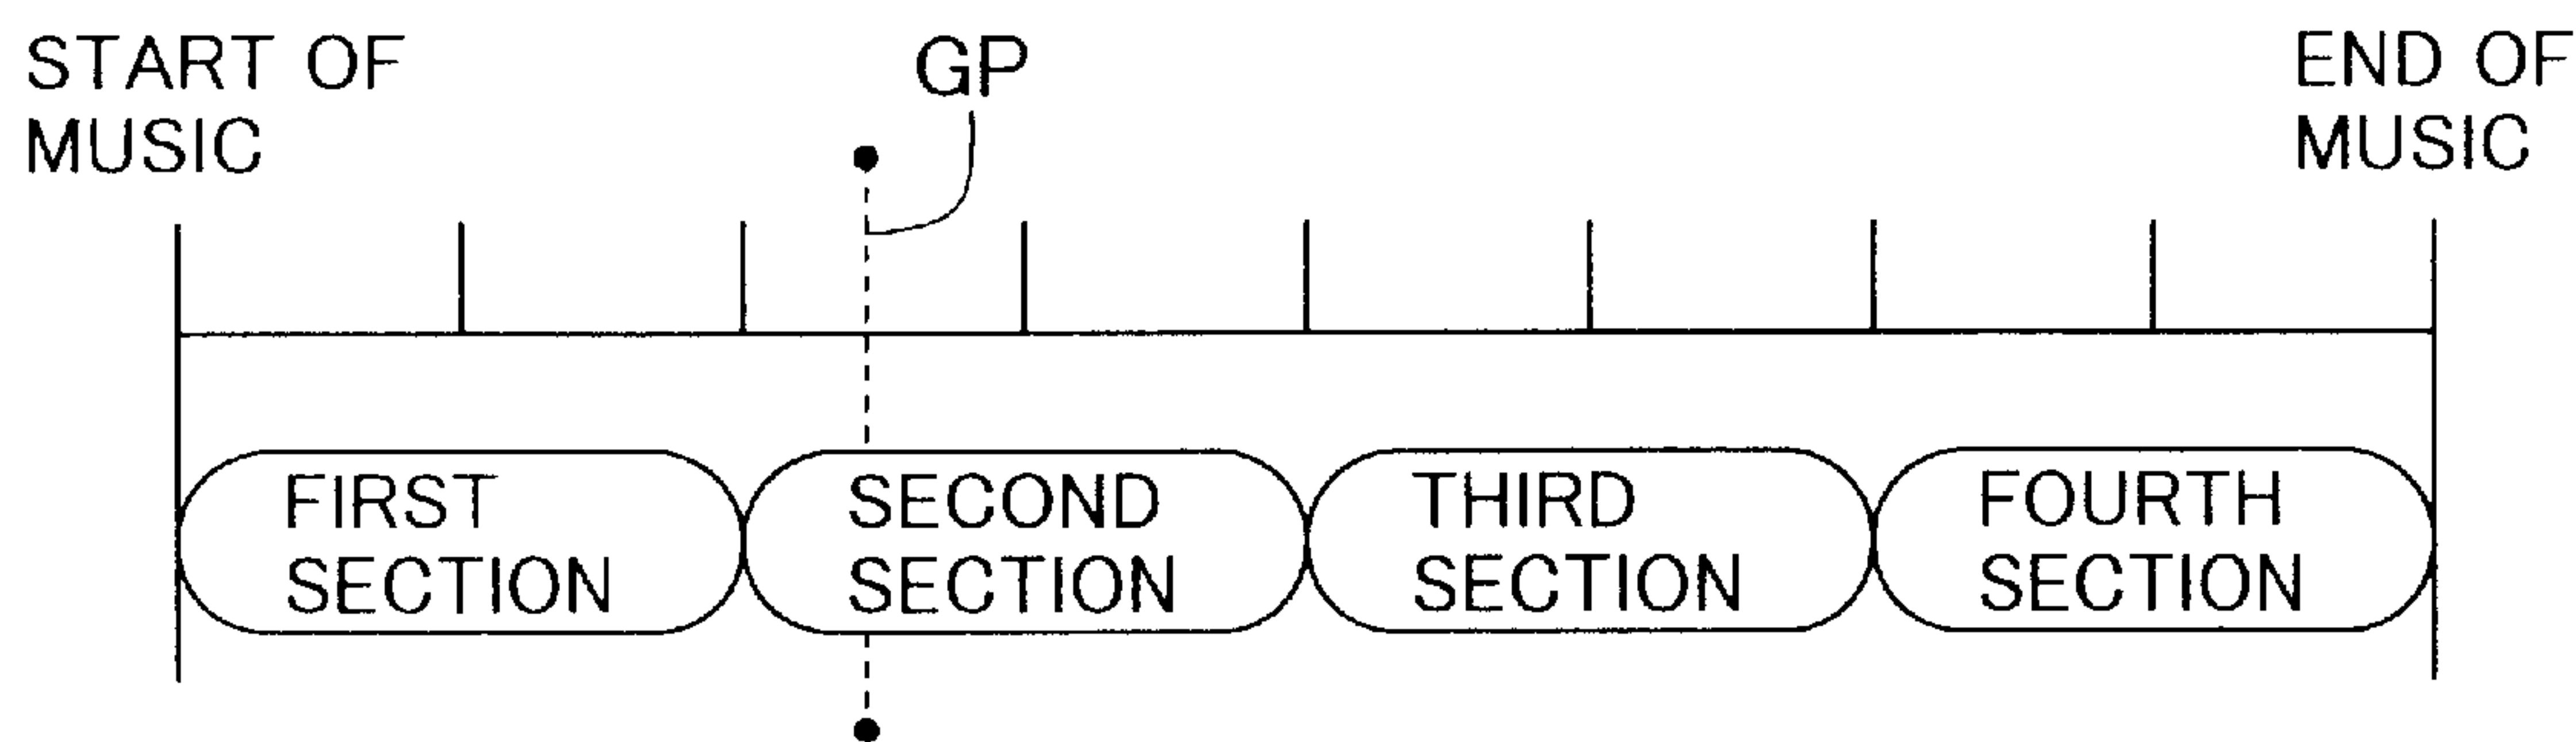 START OF
MUSIC
GP
END OF
MUSIC
FIRST
SECTION
SECOND
SECTION
THIRD
SECTION
FOURTH
SECTION